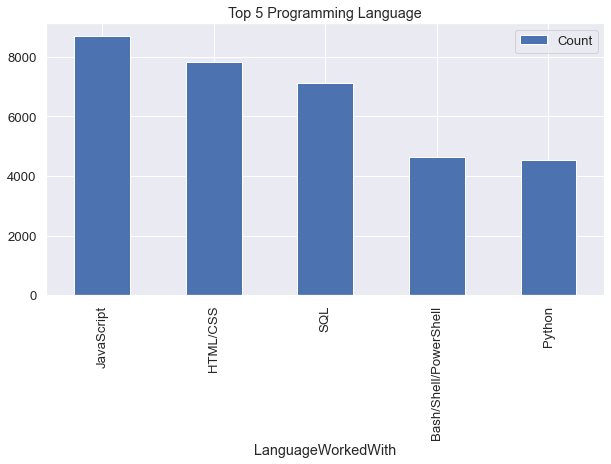 Top 5 Programming Language
Count
8000
6000
4000
2000
0
JavaScript
HTML/CSS
SQL
Bash/Shell/PowerShell
Python
LanguageWorkedWith